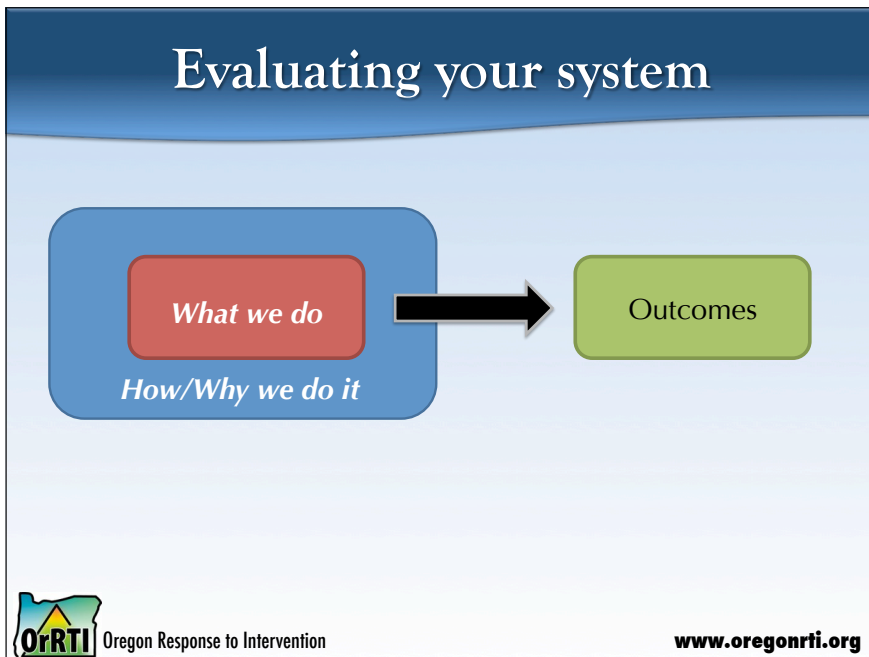 Evaluating your system
What we do
How/Why we do it
Outcomes
OrRTI Oregon Response to Intervention
www.oregonrti.org